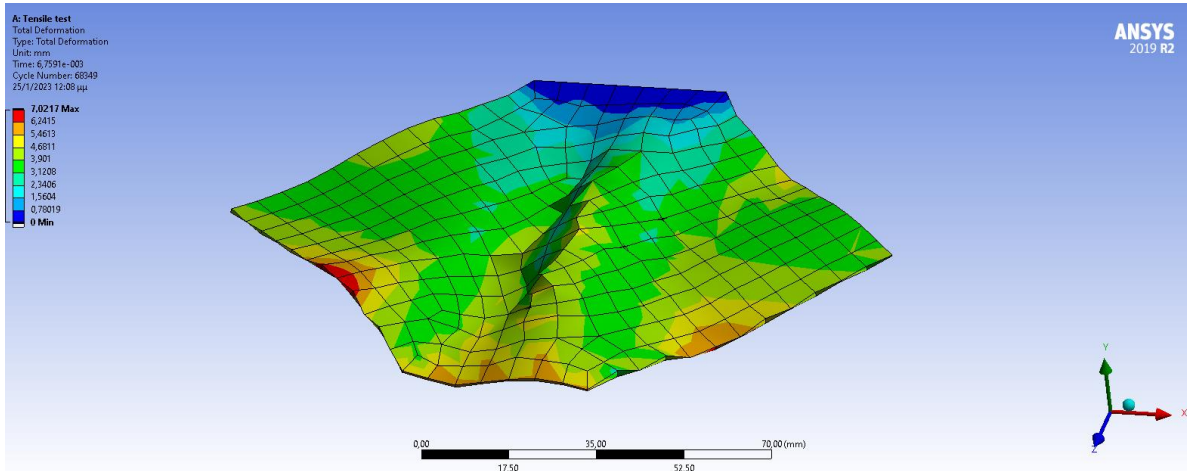 A: Tensile test
Total Deformation
Type: Total Deformation
Unit: mm
Time: 6,7591e-003
Cycle Number: 68349
25/1/2023 12:08 μμ
7,0217 Max
6,2415
5,4613
4,6811
3,901
3,1208
2,3406
1,5604
0,78019
0 Min
ANSYS
2019 R2
Y
X
Z
0,00 35,00 70,00 (mm)
17,50 52,50